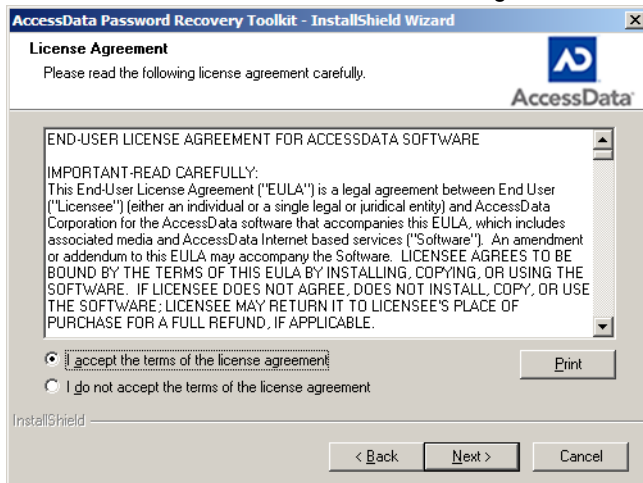 AccessData Password Recovery Toolkit - InstallShield Wizard
License Agreement
Please read the following license agreement carefully.
AccessData
END-USER LICENSE AGREEMENT FOR ACCESSDATA SOFTWARE
IMPORTANT-READ CAREFULLY:
This End-User License Agreement ("EULA") is a legal agreement between End User
("Licensee") (either an individual or a single legal or juridical entity) and AccessData
Corporation for the AccessData software that accompanies this EULA, which includes
associated media and AccessData Internet based services ("Software"). An amendment
or addendum to this EULA may accompany the Software. LICENSEE AGREES TO BE
BOUND BY THE TERMS OF THIS EULA BY INSTALLING, COPYING, OR USING THE
SOFTWARE. IF LICENSEE DOES NOT AGREE, DOES NOT INSTALL, COPY, OR USE
THE SOFTWARE; LICENSEE MAY RETURN IT TO LICENSEE'S PLACE OF
PURCHASE FOR A FULL REFUND, IF APPLICABLE.
I accept the terms of the license agreement
Print
I do not accept the terms of the license agreement
InstallShield
< Back
Next >
Cancel